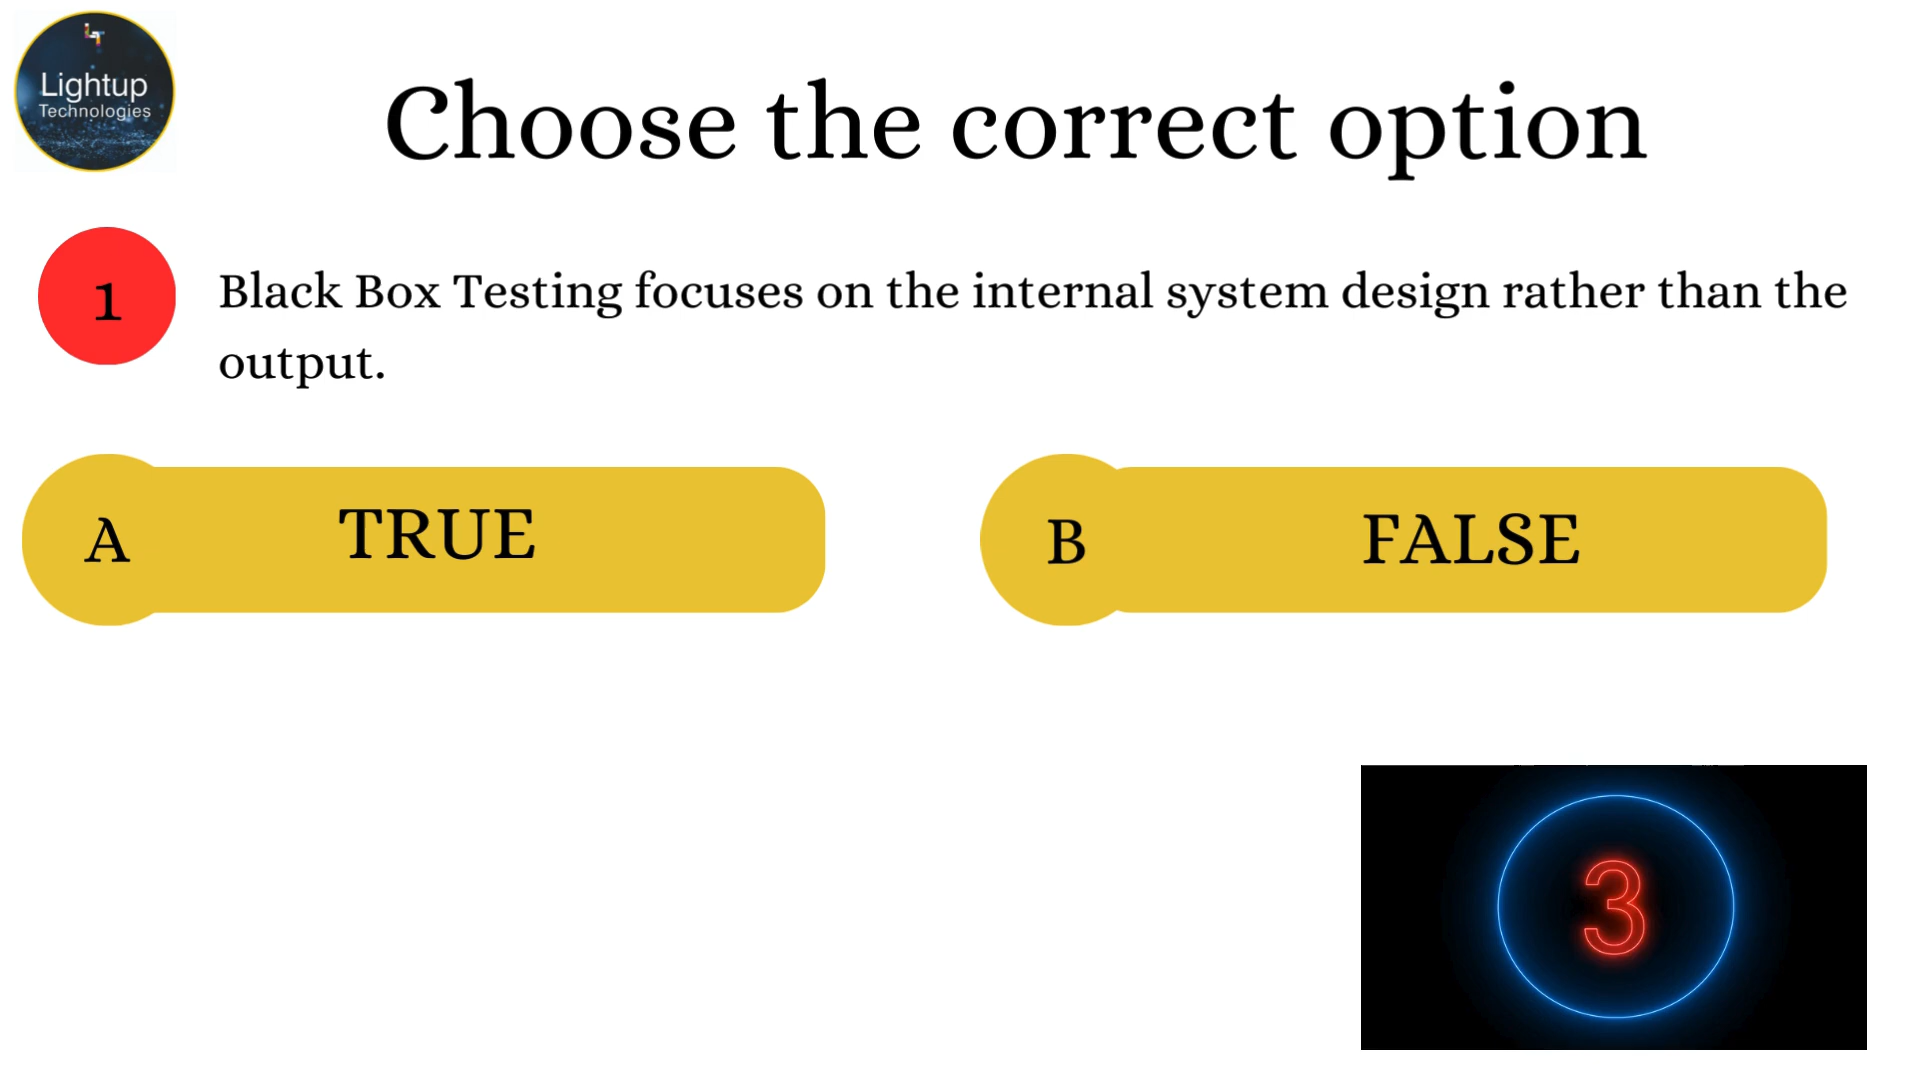 Lightup
Technologies
Choose the correct option
1
Black Box Testing focuses on the internal system design rather than the
output.
A
TRUE
B
FALSE
3